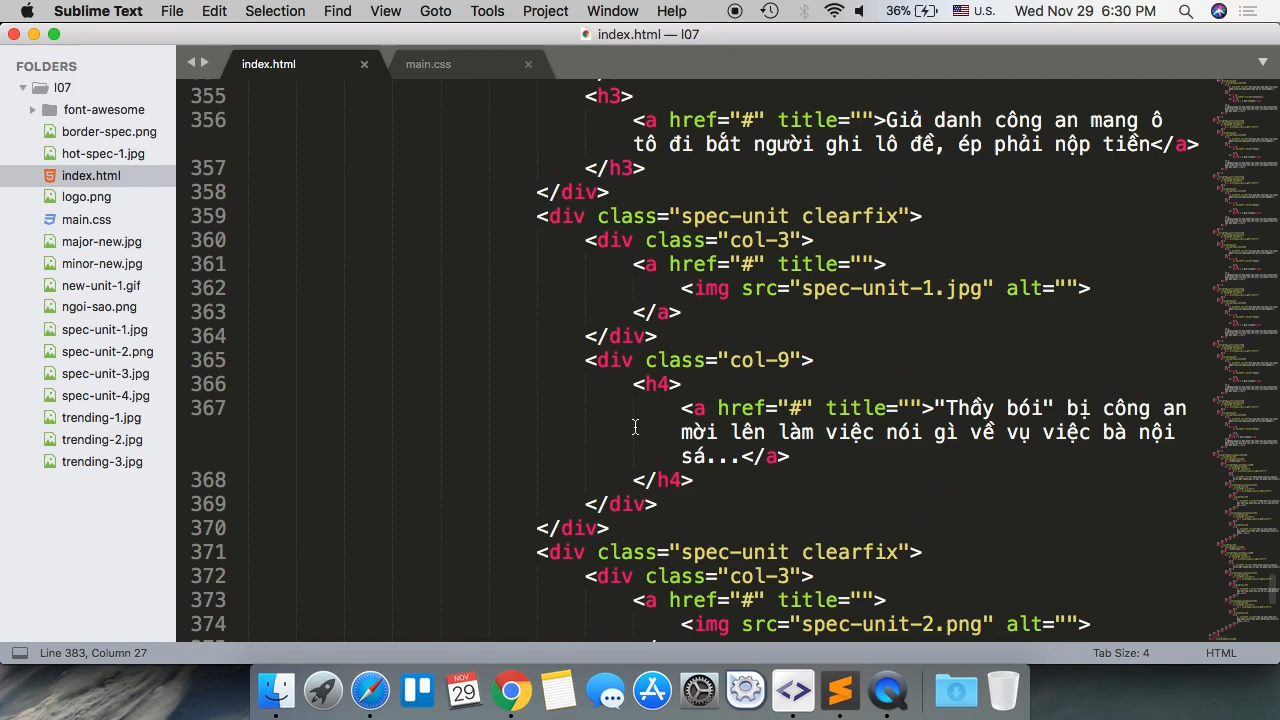 Sublime Text File Edit Selection Find View Goto Tools Project Window Help 36% U.S. Wed Nov 29 6:30 PM
index.html — l07
FOLDERS
l07
font-awesome
border-spec.png
hot-spec-1.jpg
index.html
logo.png
main.css
major-new.jpg
minor-new.jpg
new-unit-1.gif
ngoi-sao.png
spec-unit-1.jpg
spec-unit-2.png
spec-unit-3.jpg
spec-unit-4.jpg
trending-1.jpg
trending-2.jpg
trending-3.jpg
index.html main.css
355 <h3>
356 <a href="#" title="">Giả danh công an mang ô
tô đi bắt người ghi lô đề, ép phải nộp tiền</a>
357 </h3>
358 </div>
359 <div class="spec-unit clearfix">
360 <div class="col-3">
361 <a href="#" title="">
362 <img src="spec-unit-1.jpg" alt="">
363 </a>
364 </div>
365 <div class="col-9">
366 <h4>
367 <a href="#" title="">"Thầy bói" bị công an
mời lên làm việc nói gì về vụ việc bà nội
sá...</a>
368 </h4>
369 </div>
370 </div>
371 <div class="spec-unit clearfix">
372 <div class="col-3">
373 <a href="#" title="">
374 <img src="spec-unit-2.png" alt="">
Line 383, Column 27 Tab Size: 4 HTML
NOV
29